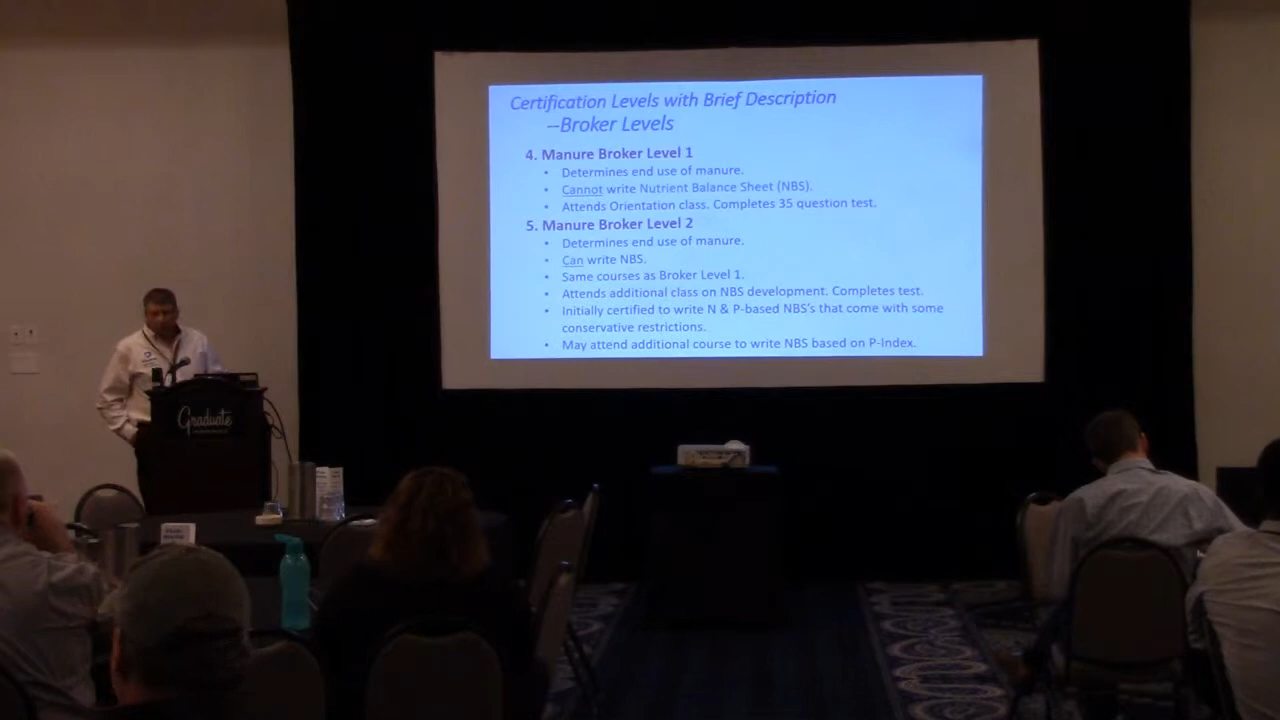 Certification Levels with Brief Description
--Broker Levels
4. Manure Broker Level 1
• Determines end use of manure.
• Cannot write Nutrient Balance Sheet (NBS).
• Attends Orientation class. Completes 35 question test.
5. Manure Broker Level 2
• Determines end use of manure.
• Can write NBS.
• Same courses as Broker Level 1.
• Attends additional class on NBS development. Completes test.
• Initially certified to write N & P-based NBS's that come with some
conservative restrictions.
• May attend additional course to write NBS based on P-Index.
Graduate